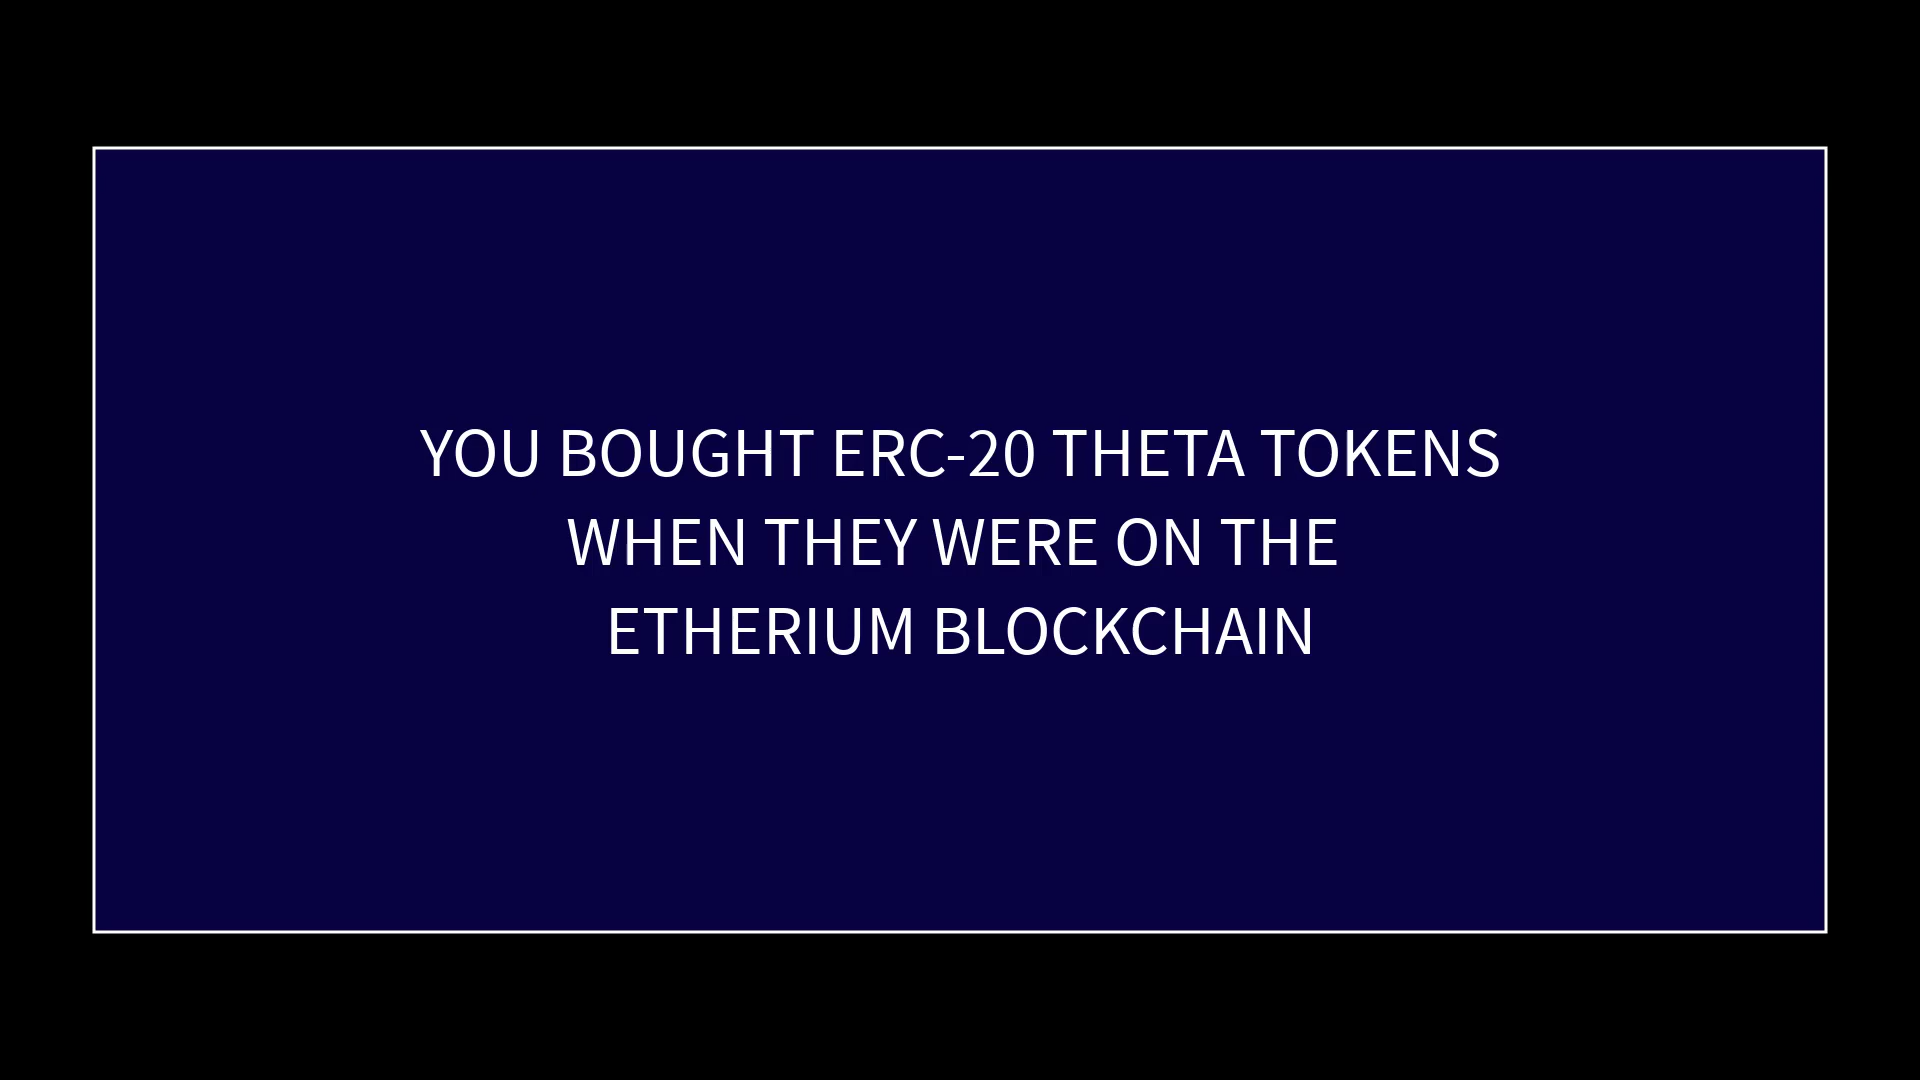 YOU BOUGHT ERC-20 THETA TOKENS
WHEN THEY WERE ON THE
ETHERIUM BLOCKCHAIN